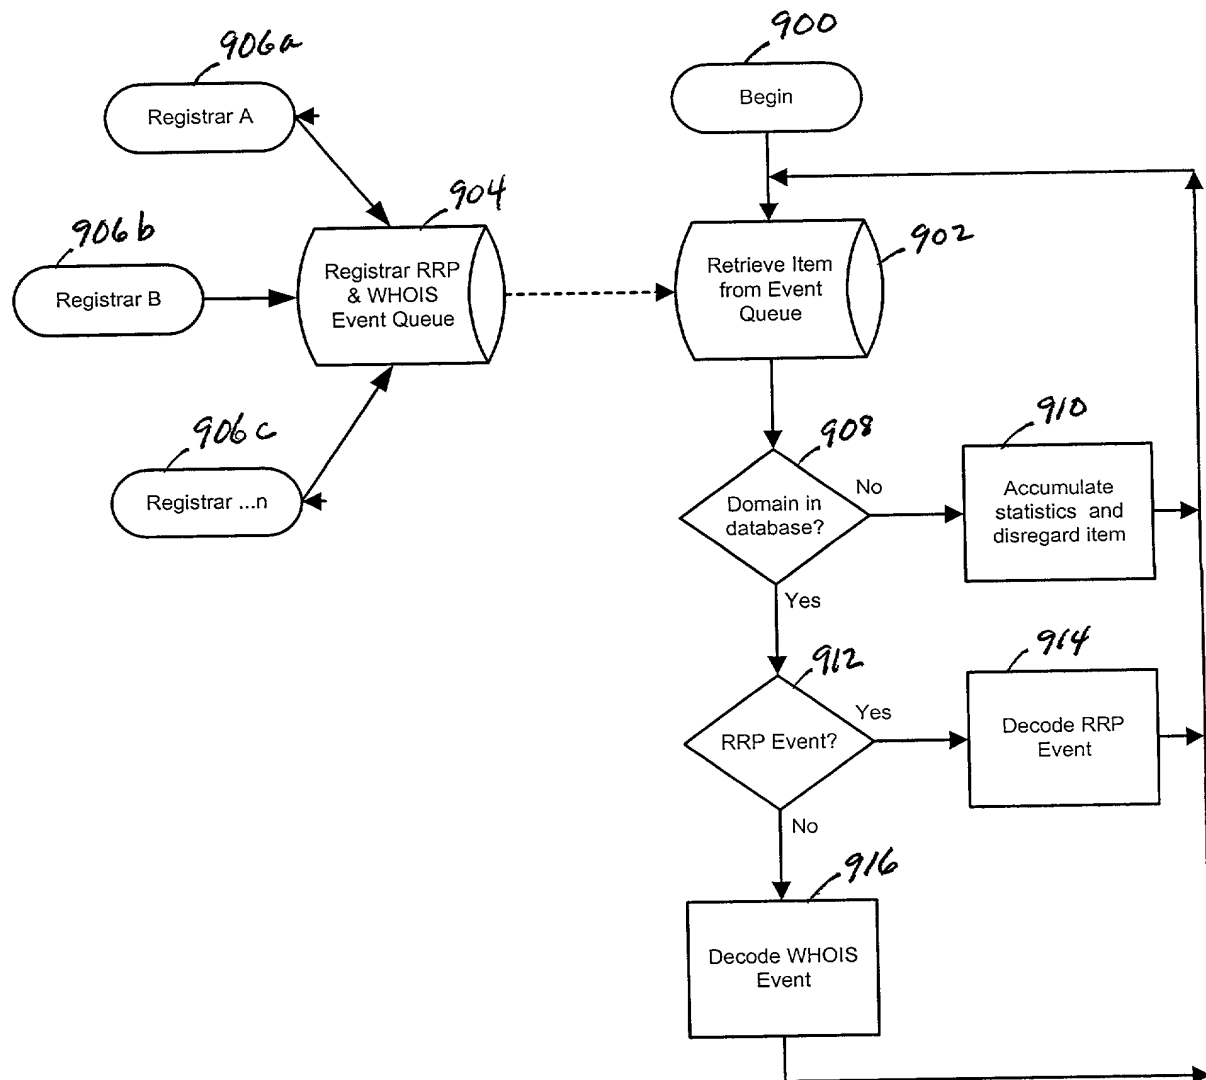 906a
Registrar A
900
Begin
904
906b
902
Registrar RRP
& WHOIS
Event Queue
Registrar B
Retrieve Item
from Event
Queue
906c
Registrar ...n
908
910
No
Domain in
database?
Accumulate
statistics and
disregard item
Yes
912
914
Yes
RRP Event?
Decode RRP
Event
No
916
Decode WHOIS
Event